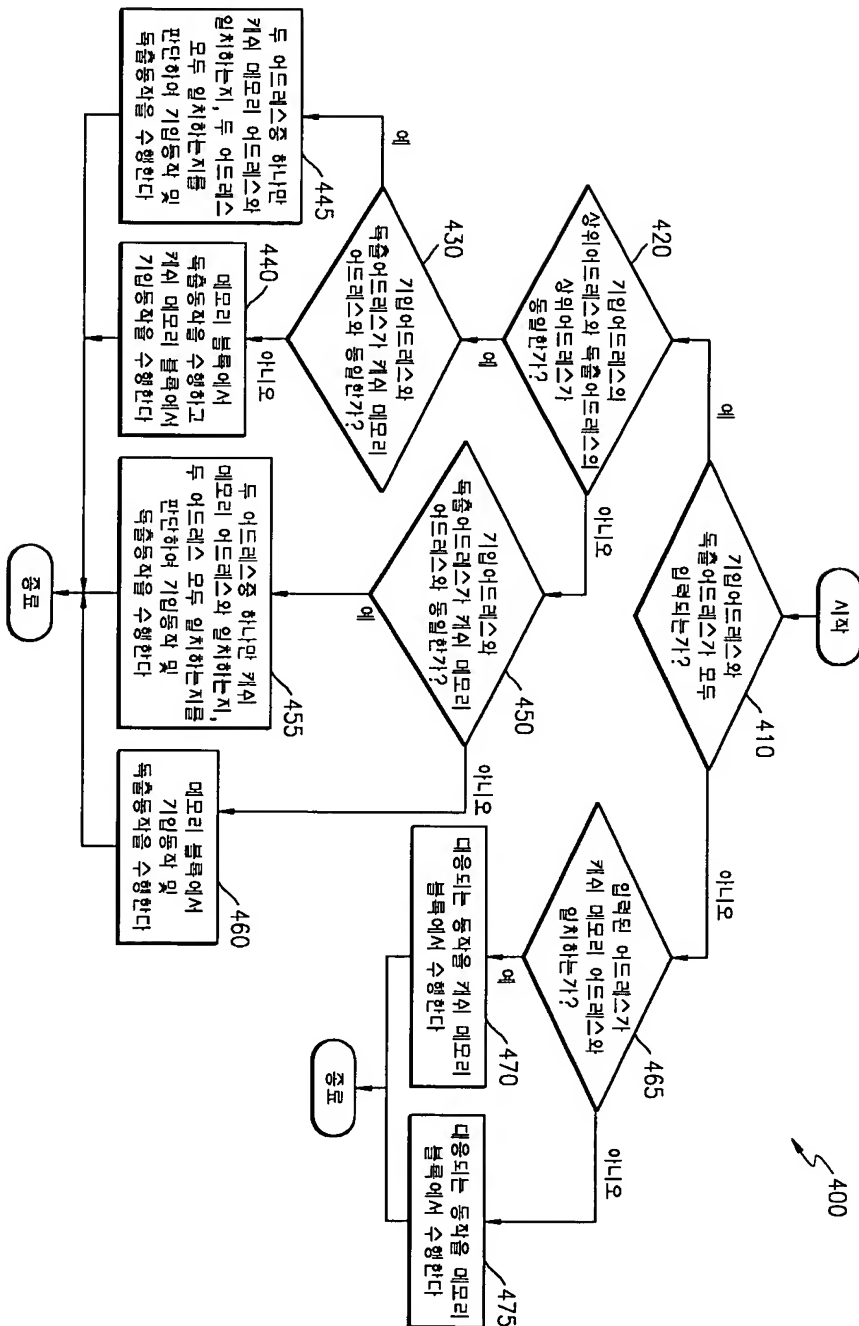 400
시작
기입어드레스와
독출어드레스가 모두
입력되는가?
410
예
아니오
기입어드레스의
상위어드레스와 독출어드레스의
상위어드레스가
동일한가?
420
예
아니오
입력된 어드레스가
캐쉬 메모리 어드레스와
일치하는가?
465
예
아니오
기입어드레스와
독출어드레스가 캐쉬 메모리
어드레스와 동일한가?
430
예
아니오
기입어드레스와
독출어드레스가 캐쉬 메모리
어드레스와 동일한가?
450
예
아니오
대응되는 동작을 캐쉬 메모리
블록에서 수행한다
470
대응되는 동작을 메모리
블록에서 수행한다
475
종료
두 어드레스중 하나만
캐쉬 메모리 어드레스와
일치하는지, 두 어드레스
모두 일치하는지를
판단하여 기입동작 및
독출동작을 수행한다
445
메모리 블록에서
독출동작을 수행하고
캐쉬 메모리 블록에서
기입동작을 수행한다
440
두 어드레스중 하나만 캐쉬
메모리 어드레스와 일치하는지,
두 어드레스 모두 일치하는지를
판단하여 기입동작 및
독출동작을 수행한다
455
메모리 블록에서
기입동작 및
독출동작을 수행한다
460
종료